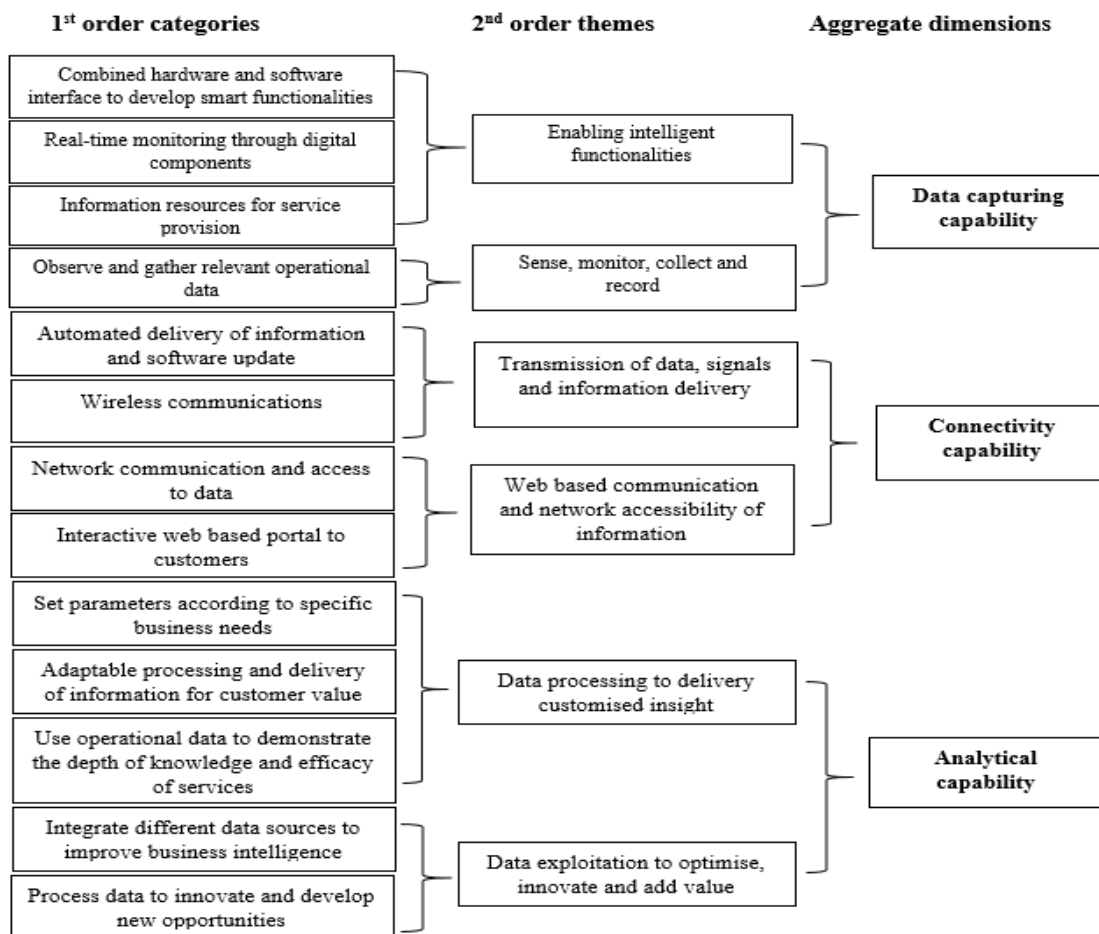 1st order categories
2nd order themes
Aggregate dimensions
Combined hardware and software
interface to develop smart functionalities
Real-time monitoring through digital
components
Information resources for service
provision
Observe and gather relevant operational
data
Automated delivery of information
and software update
Wireless communications
Network communication and access
to data
Interactive web based portal to
customers
Set parameters according to specific
business needs
Adaptable processing and delivery
of information for customer value
Use operational data to demonstrate
the depth of knowledge and efficacy
of services
Integrate different data sources to
improve business intelligence
Process data to innovate and develop
new opportunities
Enabling intelligent
functionalities
Sense, monitor, collect and
record
Transmission of data, signals
and information delivery
Web based communication
and network accessibility of
information
Data processing to delivery
customised insight
Data exploitation to optimise,
innovate and add value
Data capturing
capability
Connectivity
capability
Analytical
capability